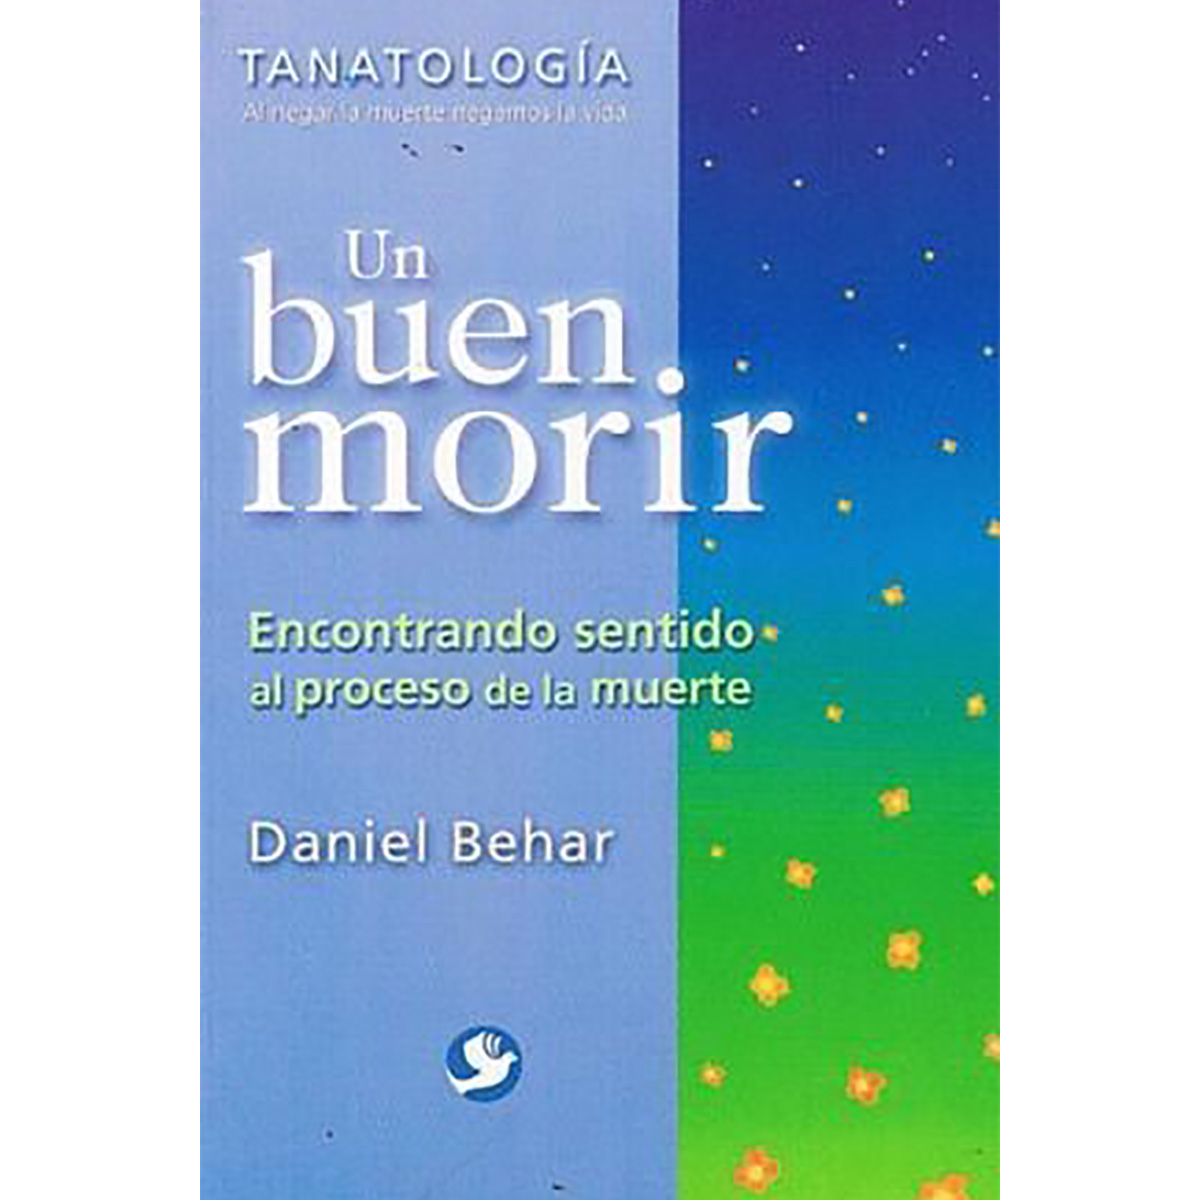 TANATOLOGÍA
Al negar la muerte negamos la vida
Un
buen
morir
Encontrando sentido
al proceso de la muerte
Daniel Behar